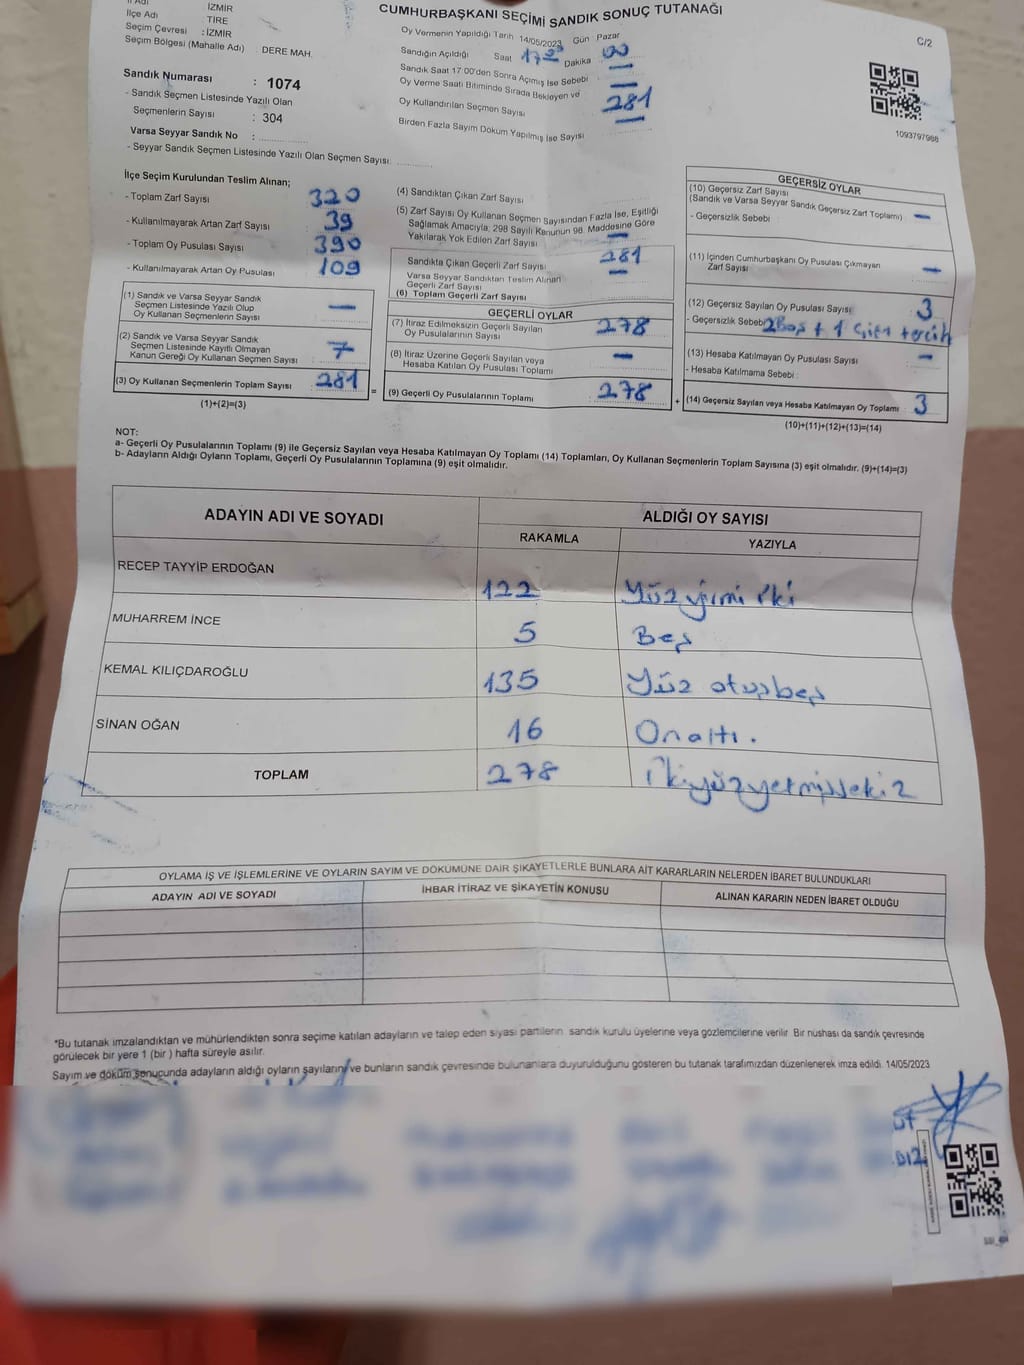 CUMHURBAŞKANI SEÇİMİ SANDIK SONUÇ TUTANAĞI
C/2
İli Adı : İZMİR
İlçe Adı : TİRE
Seçim Çevresi : İZMİR
Seçim Bölgesi (Mahalle Adı) : DERE MAH.
Sandık Numarası : 1074
- Sandık Seçmen Listesinde Yazılı Olan
Seçmenlerin Sayısı : 304
Varsa Seyyar Sandık No :
- Seyyar Sandık Seçmen Listesinde Yazılı Olan Seçmen Sayısı:
Oy Vermenin Yapıldığı Tarih 14/05/2023 Gün Pazar
Sandığın Açıldığı Saat 17 Dakika 00
Sandık Saat 17:00'den Sonra Açılmış İse Sebebi —
Oy Verme Saati Bitiminde Sırada Bekleyen ve —
Oy Kullandırılan Seçmen Sayısı 281
Birden Fazla Sayım Döküm Yapılmış İse Sayısı —
1093797988
İlçe Seçim Kurulundan Teslim Alınan;
- Toplam Zarf Sayısı 320
- Kullanılmayarak Artan Zarf Sayısı 39
- Toplam Oy Pusulası Sayısı 390
- Kullanılmayarak Artan Oy Pusulası 109
(1) Sandık ve Varsa Seyyar Sandık
Seçmen Listesinde Yazılı Olup
Oy Kullanan Seçmenlerin Sayısı —
(2) Sandık ve Varsa Seyyar Sandık
Seçmen Listesinde Kayıtlı Olmayan
Kanun Gereği Oy Kullanan Seçmen Sayısı 7
(3) Oy Kullanan Seçmenlerin Toplam Sayısı 281 =
(1)+(2)=(3)
(4) Sandıktan Çıkan Zarf Sayısı
(5) Zarf Sayısı Oy Kullanan Seçmen Sayısından Fazla İse, Eşitliği
Sağlamak Amacıyla; 298 Sayılı Kanunun 98. Maddesine Göre
Yakılarak Yok Edilen Zarf Sayısı —
Sandıkta Çıkan Geçerli Zarf Sayısı 281
Varsa Seyyar Sandıktan Teslim Alınan
Geçerli Zarf Sayısı —
(6) Toplam Geçerli Zarf Sayısı
GEÇERLİ OYLAR
(7) İtiraz Edilmeksizin Geçerli Sayılan
Oy Pusulalarının Sayısı 278
(8) İtiraz Üzerine Geçerli Sayılan veya
Hesaba Katılan Oy Pusulası Toplamı —
(9) Geçerli Oy Pusulalarının Toplamı 278 +
GEÇERSİZ OYLAR
(10) Geçersiz Zarf Sayısı
(Sandık ve Varsa Seyyar Sandık Geçersiz Zarf Toplamı) —
- Geçersizlik Sebebi :
(11) İçinden Cumhurbaşkanı Oy Pusulası Çıkmayan
Zarf Sayısı —
(12) Geçersiz Sayılan Oy Pusulası Sayısı 3
- Geçersizlik Sebebi 2 Boş + 1 Çift tercih
(13) Hesaba Katılmayan Oy Pusulası Sayısı —
- Hesaba Katılmama Sebebi :
(14) Geçersiz Sayılan veya Hesaba Katılmayan Oy Toplamı 3
(10)+(11)+(12)+(13)=(14)
NOT:
a- Geçerli Oy Pusulalarının Toplamı (9) ile Geçersiz Sayılan veya Hesaba Katılmayan Oy Toplamı (14) Toplamları, Oy Kullanan Seçmenlerin Toplam Sayısına (3) eşit olmalıdır. (9)+(14)=(3)
b- Adayların Aldığı Oyların Toplamı, Geçerli Oy Pusulalarının Toplamına (9) eşit olmalıdır.
ADAYIN ADI VE SOYADI ALDIĞI OY SAYISI
RAKAMLA YAZIYLA
RECEP TAYYİP ERDOĞAN 122 Yüz yirmi iki
MUHARREM İNCE 5 Beş
KEMAL KILIÇDAROĞLU 135 Yüz otuzbeş
SİNAN OĞAN 16 Onaltı.
TOPLAM 278 İkiyüzyetmişsekiz
OYLAMA İŞ VE İŞLEMLERİNE VE OYLARIN SAYIM VE DÖKÜMÜNE DAİR ŞİKAYETLERLE BUNLARA AİT KARARLARIN NELERDEN İBARET BULUNDUKLARI
ADAYIN ADI VE SOYADI İHBAR İTİRAZ VE ŞİKAYETİN KONUSU ALINAN KARARIN NEDEN İBARET OLDUĞU
*Bu tutanak imzalandıktan ve mühürlendikten sonra seçime katılan adayların ve talep eden siyasi partilerin, sandık kurulu üyelerine veya gözlemcilerine verilir. Bir nüshası da sandık çevresinde
görülecek bir yere 1 (bir ) hafta süreyle asılır.
Sayım ve döküm sonucunda adayların aldığı oyların sayıları ve bunların sandık çevresinde bulunanlara duyurulduğunu gösteren bu tutanak tarafımızdan düzenlenerek imza edildi. 14/05/2023